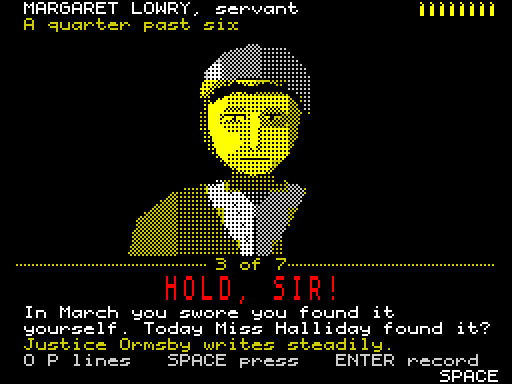 MARGARET LOWRY, servant
A quarter past six
3 of 7
HOLD, SIR!
In March you swore you found it
yourself. Today Miss Halliday found it?
Justice Ormsby writes steadily.
O P lines   SPACE press   ENTER record
SPACE